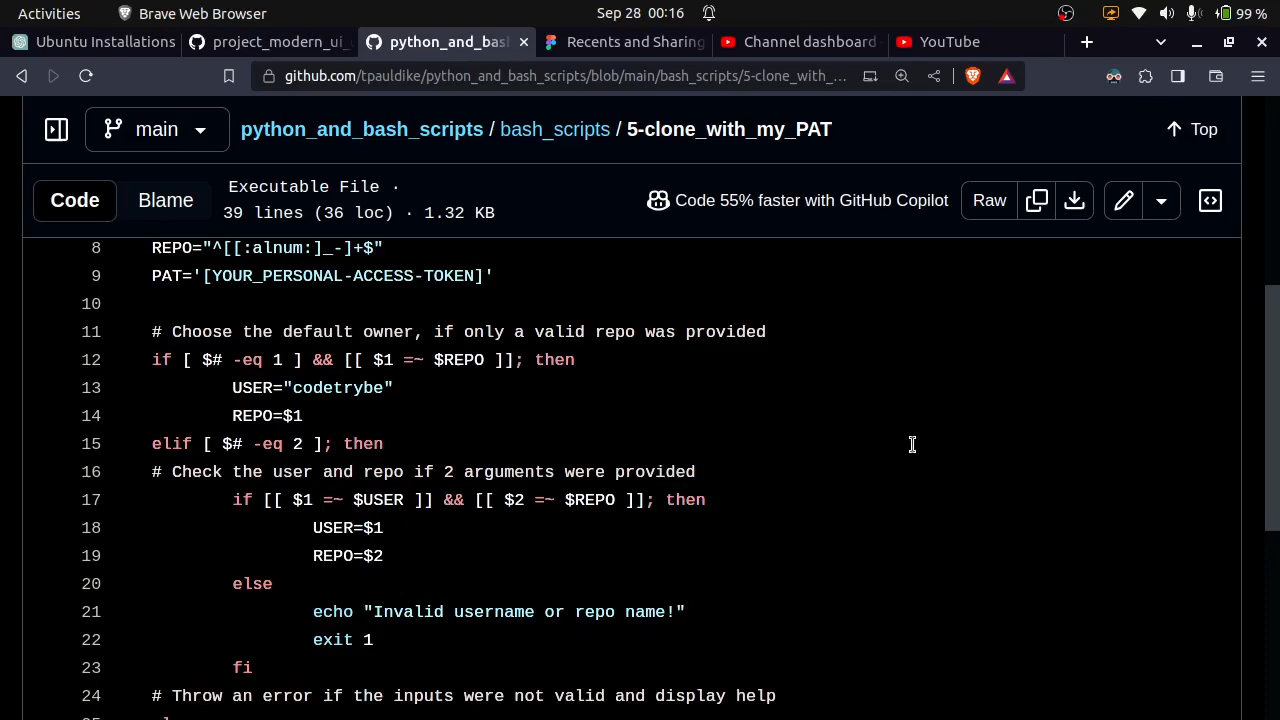 Activities
Brave Web Browser
Sep 28 00:16
99 %
Ubuntu Installations
project_modern_ui_
python_and_bas
Recents and Sharing
Channel dashboard
YouTube
github.com/tpauldike/python_and_bash_scripts/blob/main/bash_scripts/5-clone_with_...
main
python_and_bash_scripts / bash_scripts / 5-clone_with_my_PAT
Top
Code
Blame
Executable File ·
39 lines (36 loc) · 1.32 KB
Code 55% faster with GitHub Copilot
Raw
8 REPO="^[[:alnum:]_-]+$"
9 PAT='[YOUR_PERSONAL-ACCESS-TOKEN]'
10
11 # Choose the default owner, if only a valid repo was provided
12 if [ $# -eq 1 ] && [[ $1 =~ $REPO ]]; then
13 USER="codetrybe"
14 REPO=$1
15 elif [ $# -eq 2 ]; then
16 # Check the user and repo if 2 arguments were provided
17 if [[ $1 =~ $USER ]] && [[ $2 =~ $REPO ]]; then
18 USER=$1
19 REPO=$2
20 else
21 echo "Invalid username or repo name!"
22 exit 1
23 fi
24 # Throw an error if the inputs were not valid and display help